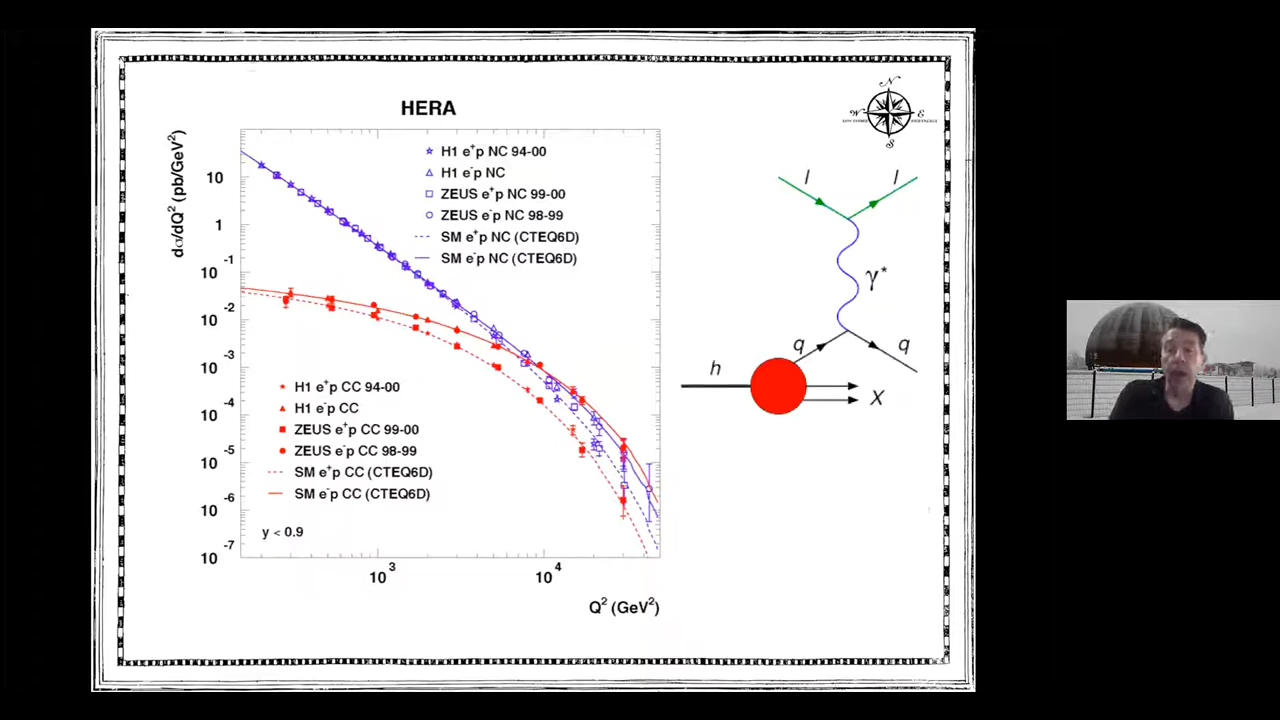 HERA
dσ/dQ² (pb/GeV²)
10
1
10⁻¹
10⁻²
10⁻³
10⁻⁴
10⁻⁵
10⁻⁶
10⁻⁷
H1 e⁺p NC 94-00
H1 e⁻p NC
ZEUS e⁺p NC 99-00
ZEUS e⁻p NC 98-99
SM e⁺p NC (CTEQ6D)
SM e⁻p NC (CTEQ6D)
H1 e⁺p CC 94-00
H1 e⁻p CC
ZEUS e⁺p CC 99-00
ZEUS e⁻p CC 98-99
SM e⁺p CC (CTEQ6D)
SM e⁻p CC (CTEQ6D)
y < 0.9
10³
10⁴
Q² (GeV²)
N
W E
S
l l
γ*
q q
h
X